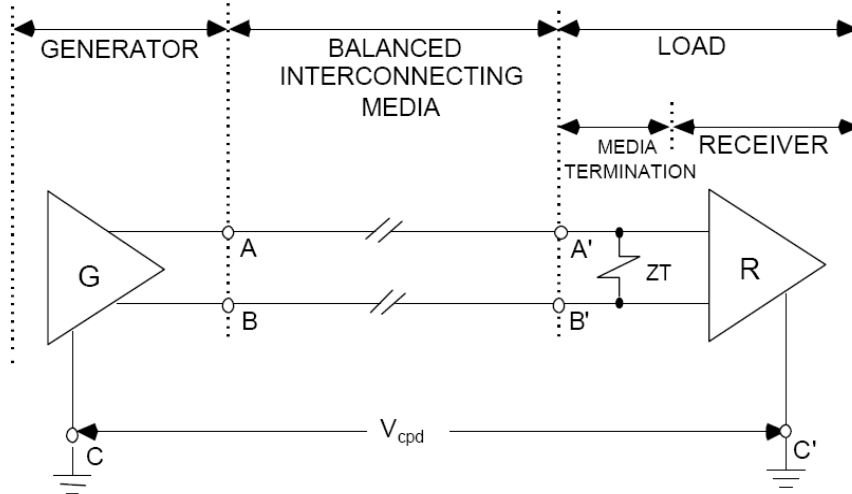 GENERATOR
BALANCED
INTERCONNECTING
MEDIA
LOAD
MEDIA
TERMINATION
RECEIVER
G
A
B
A'
B'
ZT
R
Vcpd
C
C'